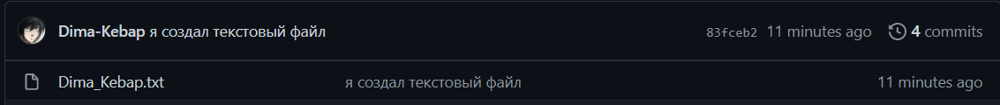 Dima-Kebap я создал текстовый файл 83fceb2 11 minutes ago 4 commits
Dima_Kebap.txt я создал текстовый файл 11 minutes ago